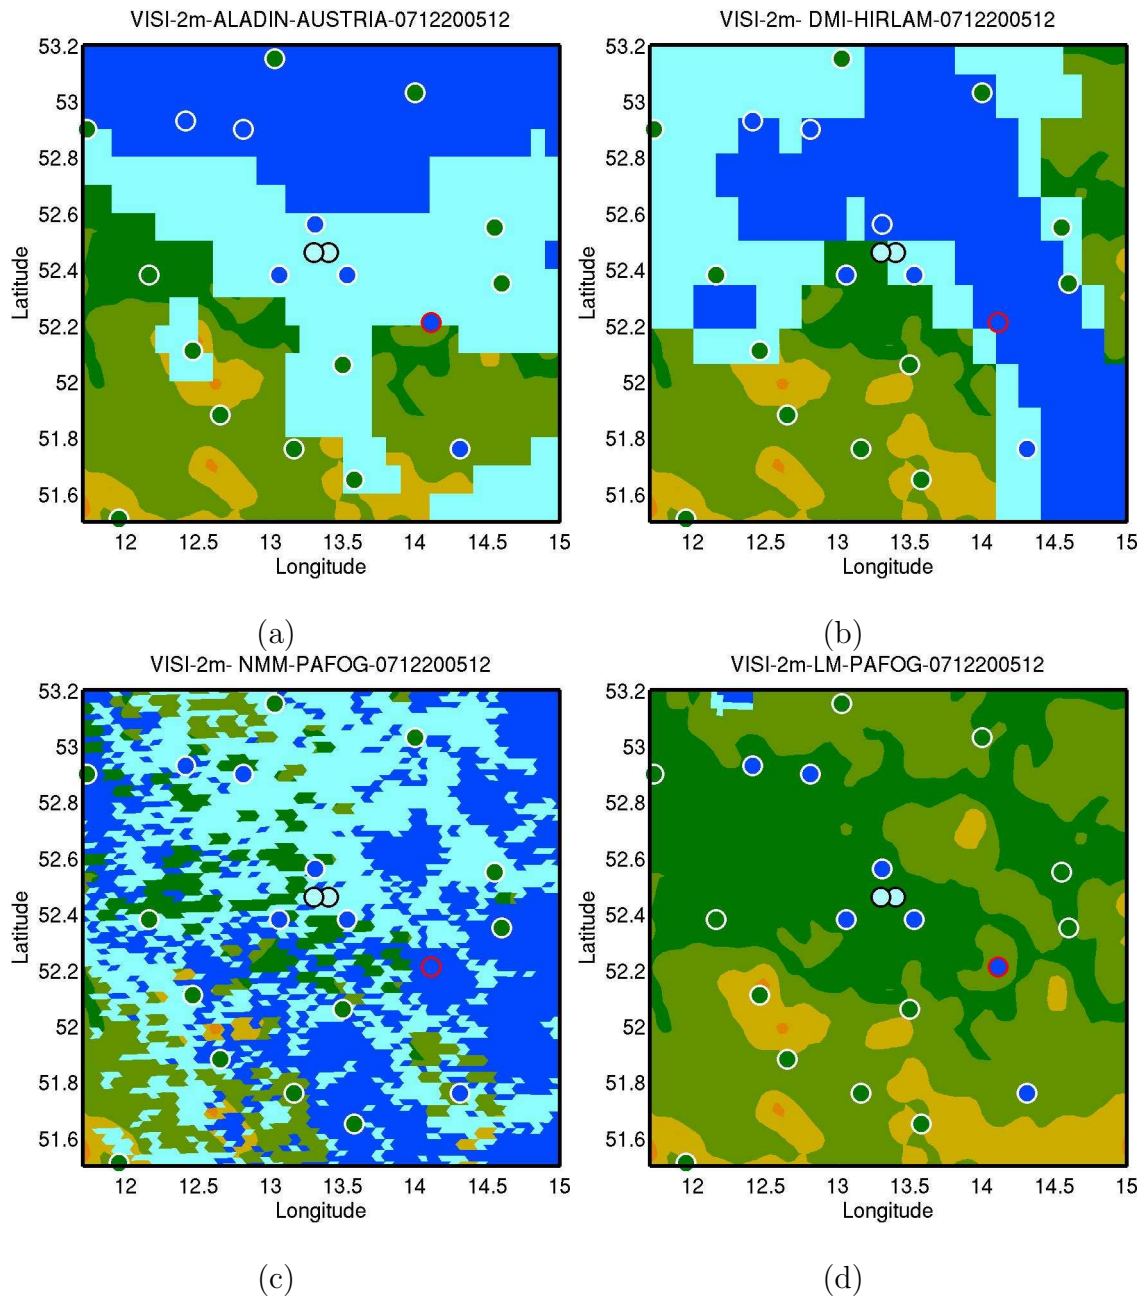 VISI-2m-ALADIN-AUSTRIA-0712200512
53.2
53
52.8
52.6
52.4
52.2
52
51.8
51.6
Latitude
12 12.5 13 13.5 14 14.5 15
Longitude
(a)
VISI-2m- DMI-HIRLAM-0712200512
53.2
53
52.8
52.6
52.4
52.2
52
51.8
51.6
Latitude
12 12.5 13 13.5 14 14.5 15
Longitude
(b)
VISI-2m- NMM-PAFOG-0712200512
53.2
53
52.8
52.6
52.4
52.2
52
51.8
51.6
Latitude
12 12.5 13 13.5 14 14.5 15
Longitude
(c)
VISI-2m-LM-PAFOG-0712200512
53.2
53
52.8
52.6
52.4
52.2
52
51.8
51.6
Latitude
12 12.5 13 13.5 14 14.5 15
Longitude
(d)